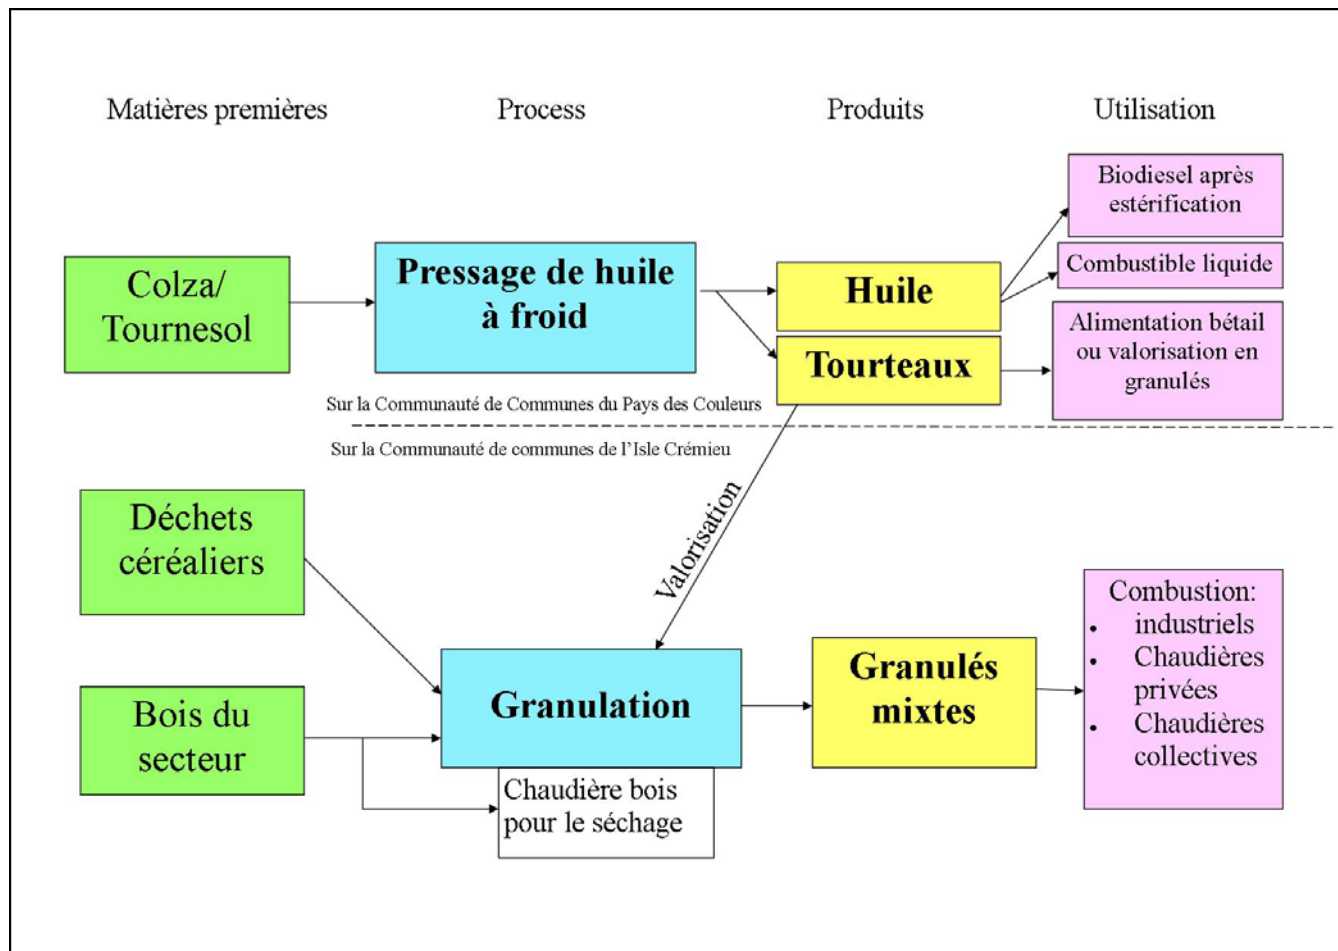 Matières premières
Process
Produits
Utilisation
Colza/
Tournesol
Pressage de huile
à froid
Huile
Tourteaux
Biodiesel après
estérification
Combustible liquide
Alimentation bétail
ou valorisation en
granulés
Sur la Communauté de Communes du Pays des Couleurs
Sur la Communauté de communes de l’Isle Crémieu
Valorisation
Déchets
céréaliers
Bois du
secteur
Granulation
Chaudière bois
pour le séchage
Granulés
mixtes
Combustion:
• industriels
• Chaudières
privées
• Chaudières
collectives